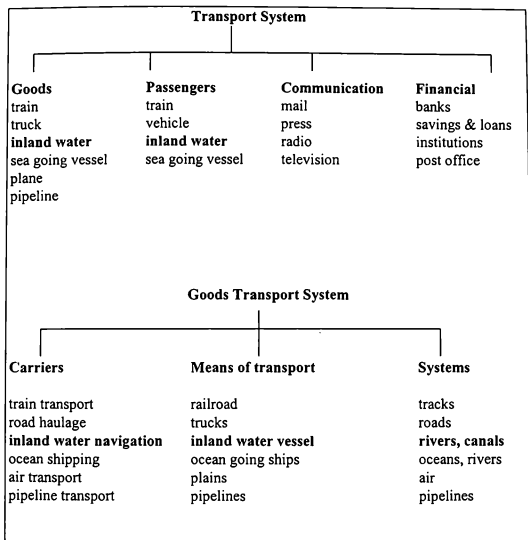 Transport System
Goods Passengers Communication Financial
train train mail banks
truck vehicle press savings & loans
inland water inland water radio institutions
sea going vessel sea going vessel television post office
plane
pipeline
Goods Transport System
Carriers Means of transport Systems
train transport railroad tracks
road haulage trucks roads
inland water navigation inland water vessel rivers, canals
ocean shipping ocean going ships oceans, rivers
air transport plains air
pipeline transport pipelines pipelines